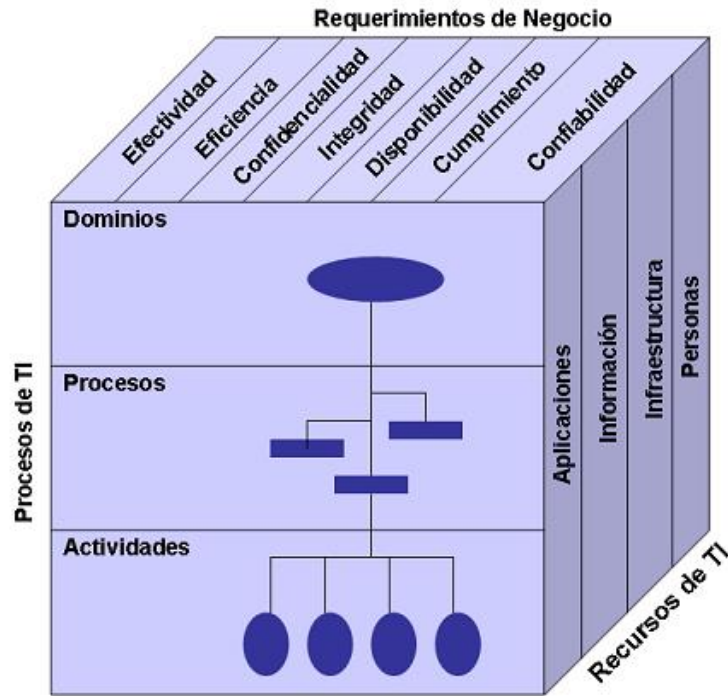 Requerimientos de Negocio
Efectividad
Eficiencia
Confidencialidad
Integridad
Disponibilidad
Cumplimiento
Confiabilidad
Dominios
Procesos
Actividades
Procesos de TI
Aplicaciones
Información
Infraestructura
Personas
Recursos de TI